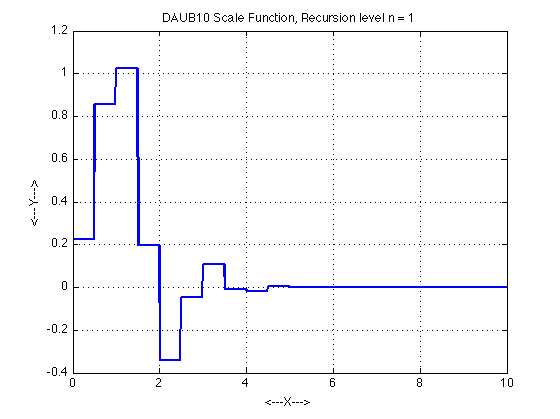 DAUB10 Scale Function, Recursion level n = 1
1.2
1
0.8
0.6
0.4
0.2
0
-0.2
-0.4
<---Y--->
0 2 4 6 8 10
<---X--->